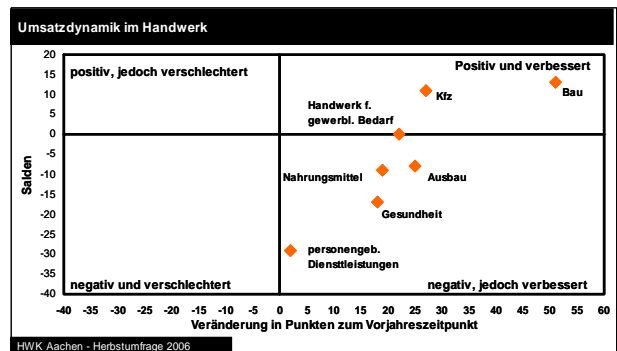 Umsatzdynamik im Handwerk
20
15
10
5
0
-5
-10
-15
-20
-25
-30
-35
-40
Salden
positiv, jedoch verschlechtert
Positiv und verbessert
Kfz
Bau
Handwerk f.
gewerbl. Bedarf
Nahrungsmittel
Ausbau
Gesundheit
personengeb.
Diensttleistungen
negativ und verschlechtert
negativ, jedoch verbessert
-40 -35 -30 -25 -20 -15 -10 -5 0 5 10 15 20 25 30 35 40 45 50 55 60
Veränderung in Punkten zum Vorjahreszeitpunkt
HWK Aachen - Herbstumfrage 2006